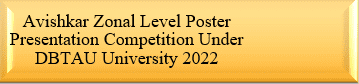 Avishkar Zonal Level Poster
Presentation Competition Under
DBTAU University 2022